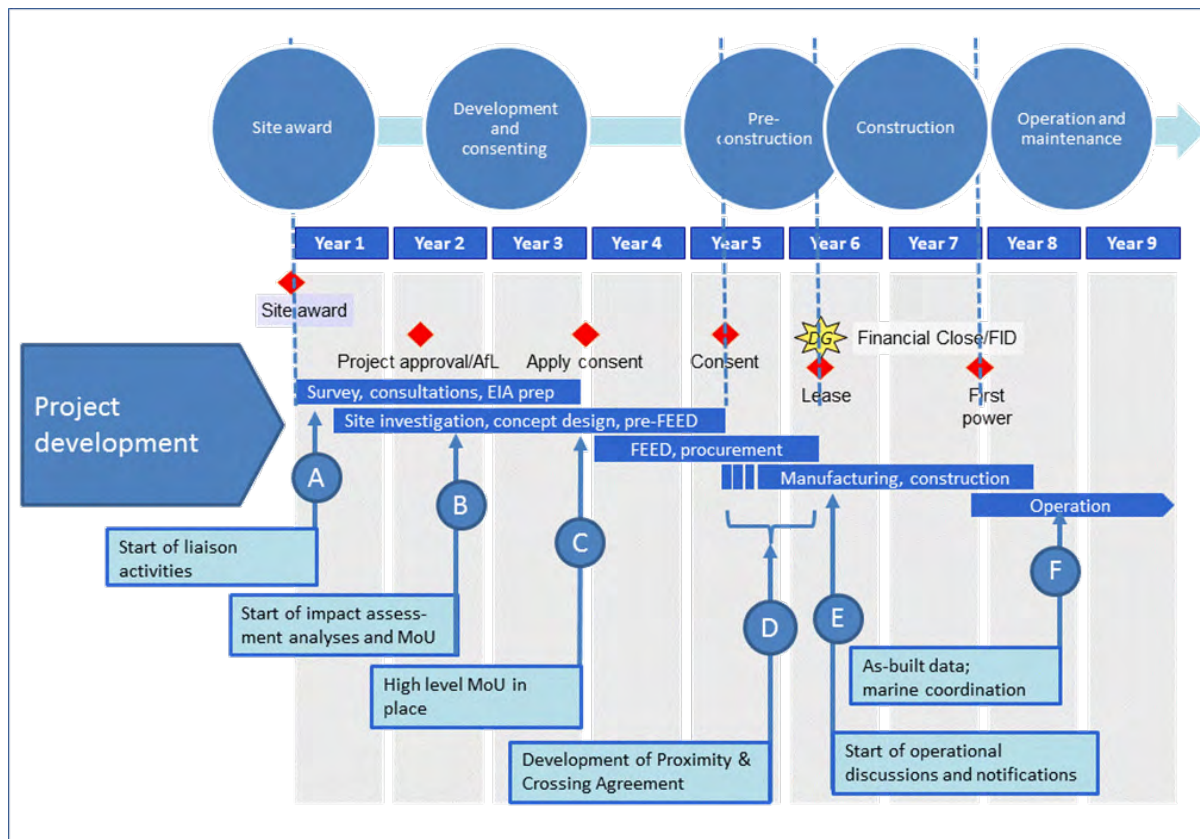 Site award
Development
and
consenting
Pre-
construction
Construction
Operation and
maintenance
Year 1
Year 2
Year 3
Year 4
Year 5
Year 6
Year 7
Year 8
Year 9
Site award
Project approval/AfL
Apply consent
Consent
DG
Financial Close/FID
Lease
First
power
Project
development
Survey, consultations, EIA prep
Site investigation, concept design, pre-FEED
FEED, procurement
Manufacturing, construction
Operation
A
B
C
D
E
F
Start of liaison
activities
Start of impact assess-
ment analyses and MoU
High level MoU in
place
Development of Proximity &
Crossing Agreement
As-built data;
marine coordination
Start of operational
discussions and notifications